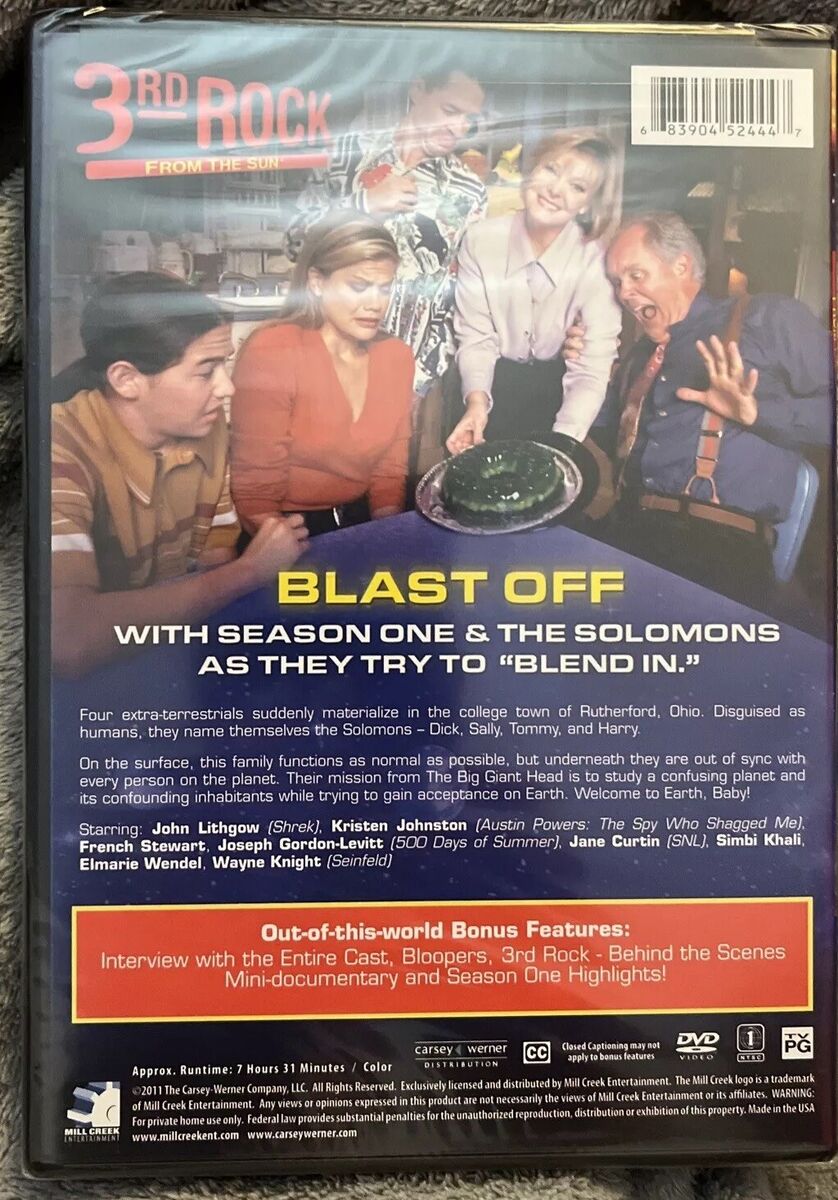 3RD ROCK
FROM THE SUN
6 83904 52444 7
BLAST OFF
WITH SEASON ONE & THE SOLOMONS
AS THEY TRY TO “BLEND IN.”
Four extra-terrestrials suddenly materialize in the college town of Rutherford, Ohio. Disguised as
humans, they name themselves the Solomons – Dick, Sally, Tommy, and Harry.
On the surface, this family functions as normal as possible, but underneath they are out of sync with
every person on the planet. Their mission from The Big Giant Head is to study a confusing planet and
its confounding inhabitants while trying to gain acceptance on Earth. Welcome to Earth, Baby!
Starring: John Lithgow (Shrek), Kristen Johnston (Austin Powers: The Spy Who Shagged Me),
French Stewart, Joseph Gordon-Levitt (500 Days of Summer), Jane Curtin (SNL), Simbi Khali,
Elmarie Wendel, Wayne Knight (Seinfeld)
Out-of-this-world Bonus Features:
Interview with the Entire Cast, Bloopers, 3rd Rock - Behind the Scenes
Mini-documentary and Season One Highlights!
Approx. Runtime: 7 Hours 31 Minutes / Color
carsey werner
DISTRIBUTION
CC
Closed Captioning may not
apply to bonus features
DVD
VIDEO
1
NTSC
TV
PG
MILL CREEK
ENTERTAINMENT
©2011 The Carsey-Werner Company, LLC. All Rights Reserved. Exclusively licensed and distributed by Mill Creek Entertainment. The Mill Creek logo is a trademark
of Mill Creek Entertainment. Any views or opinions expressed in this product are not necessarily the views of Mill Creek Entertainment or its affiliates. WARNING:
For private home use only. Federal law provides substantial penalties for the unauthorized reproduction, distribution or exhibition of this property. Made in the USA
www.millcreekent.com www.carseywerner.com